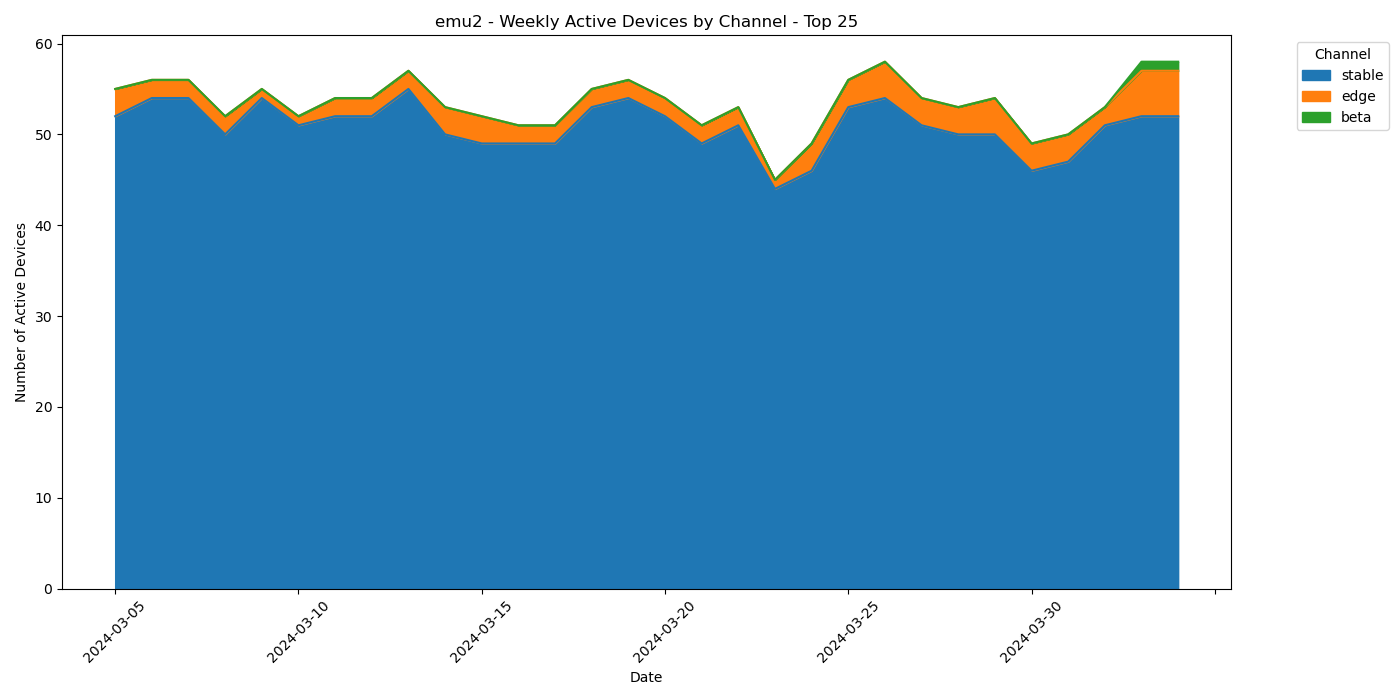 emu2 - Weekly Active Devices by Channel - Top 25
Channel
stable
edge
beta
Number of Active Devices
60
50
40
30
20
10
0
2024-03-05
2024-03-10
2024-03-15
2024-03-20
2024-03-25
2024-03-30
Date